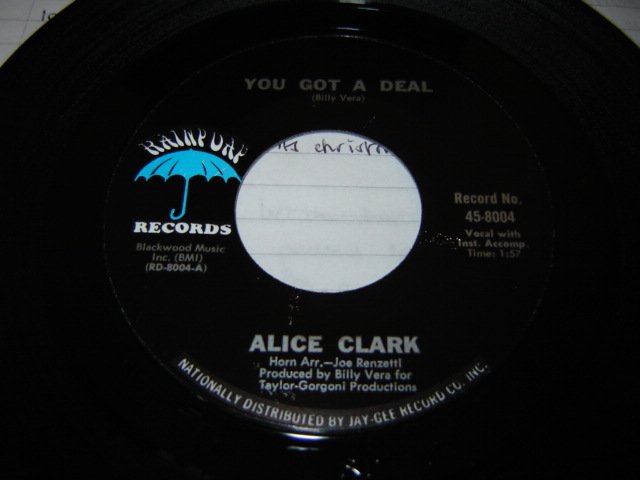 YOU GOT A DEAL
(Billy Vera)
RAINY DAY
RECORDS
Blackwood Music
Inc. (BMI)
(RD-8004-A)
Record No.
45-8004
Vocal with
Inst. Accomp.
Time: 1:57
ALICE CLARK
Horn Arr.—Joe Renzetti
Produced by Billy Vera for
Taylor-Gorgoni Productions
NATIONALLY DISTRIBUTED BY JAY-GEE RECORD CO. INC.